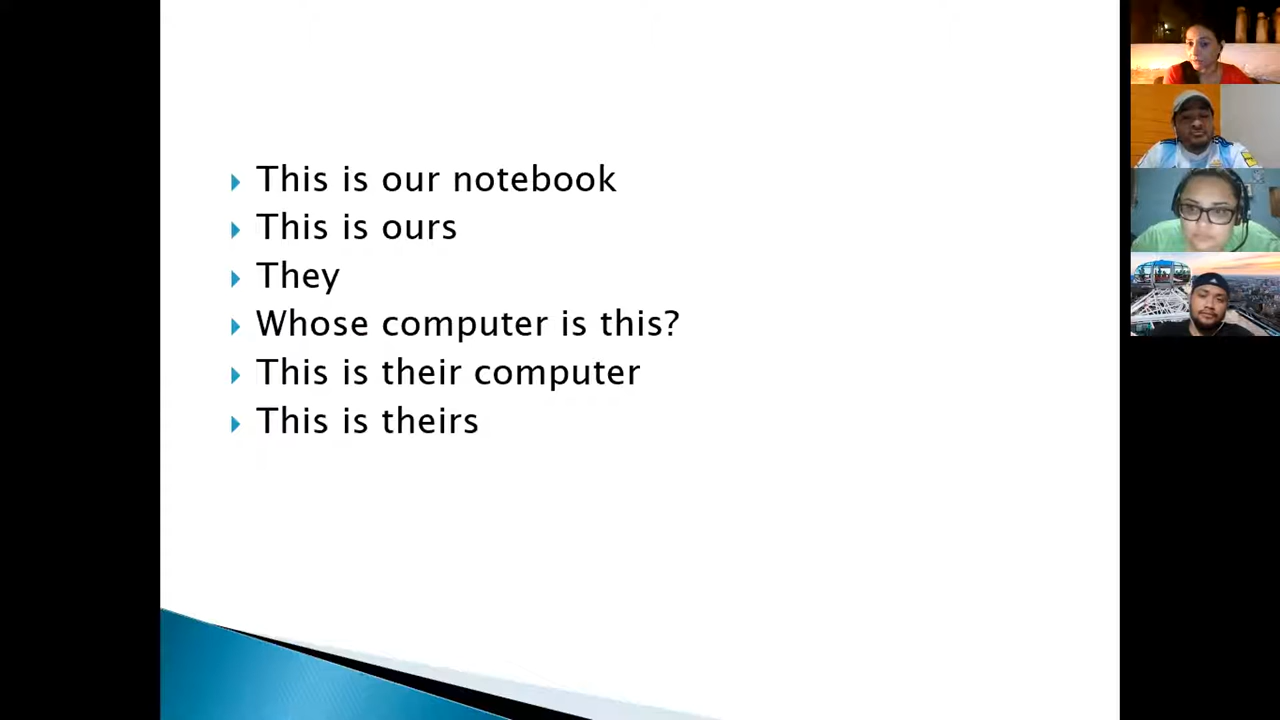 This is our notebook
This is ours
They
Whose computer is this?
This is their computer
This is theirs